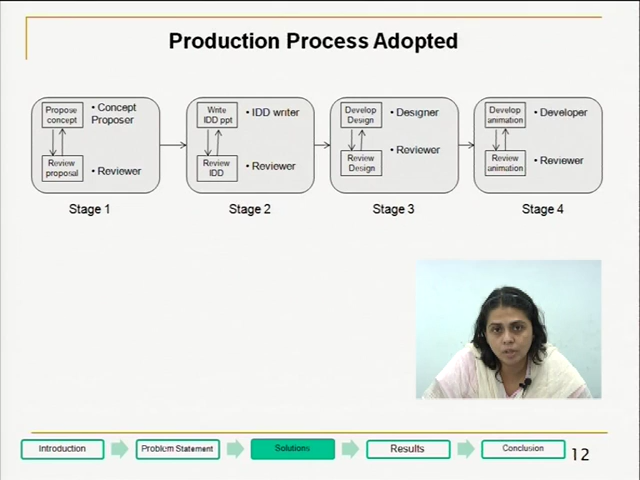 Production Process Adopted
Propose
concept
• Concept
Proposer
Review
proposal
• Reviewer
Stage 1
Write
IDD ppt
• IDD writer
Review
IDD
• Reviewer
Stage 2
Develop
Design
• Designer
Review
Design
• Reviewer
Stage 3
Develop
animation
• Developer
Review
animation
• Reviewer
Stage 4
Introduction
Problem Statement
Solutions
Results
Conclusion
12